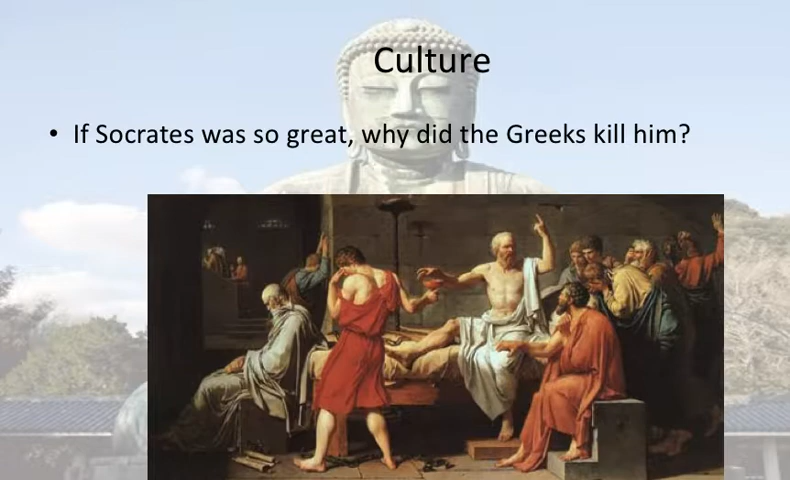 Culture
• If Socrates was so great, why did the Greeks kill him?